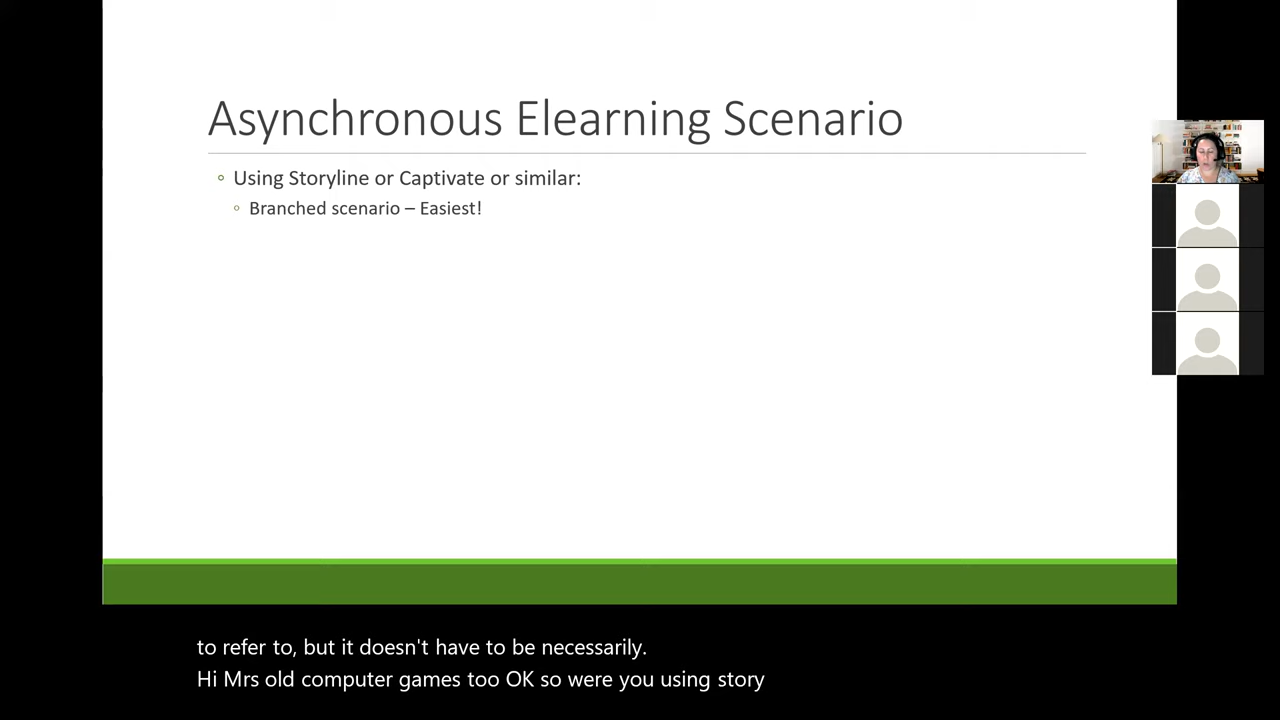 Asynchronous Elearning Scenario
◦ Using Storyline or Captivate or similar:
◦ Branched scenario – Easiest!
to refer to, but it doesn't have to be necessarily.
Hi Mrs old computer games too OK so were you using story